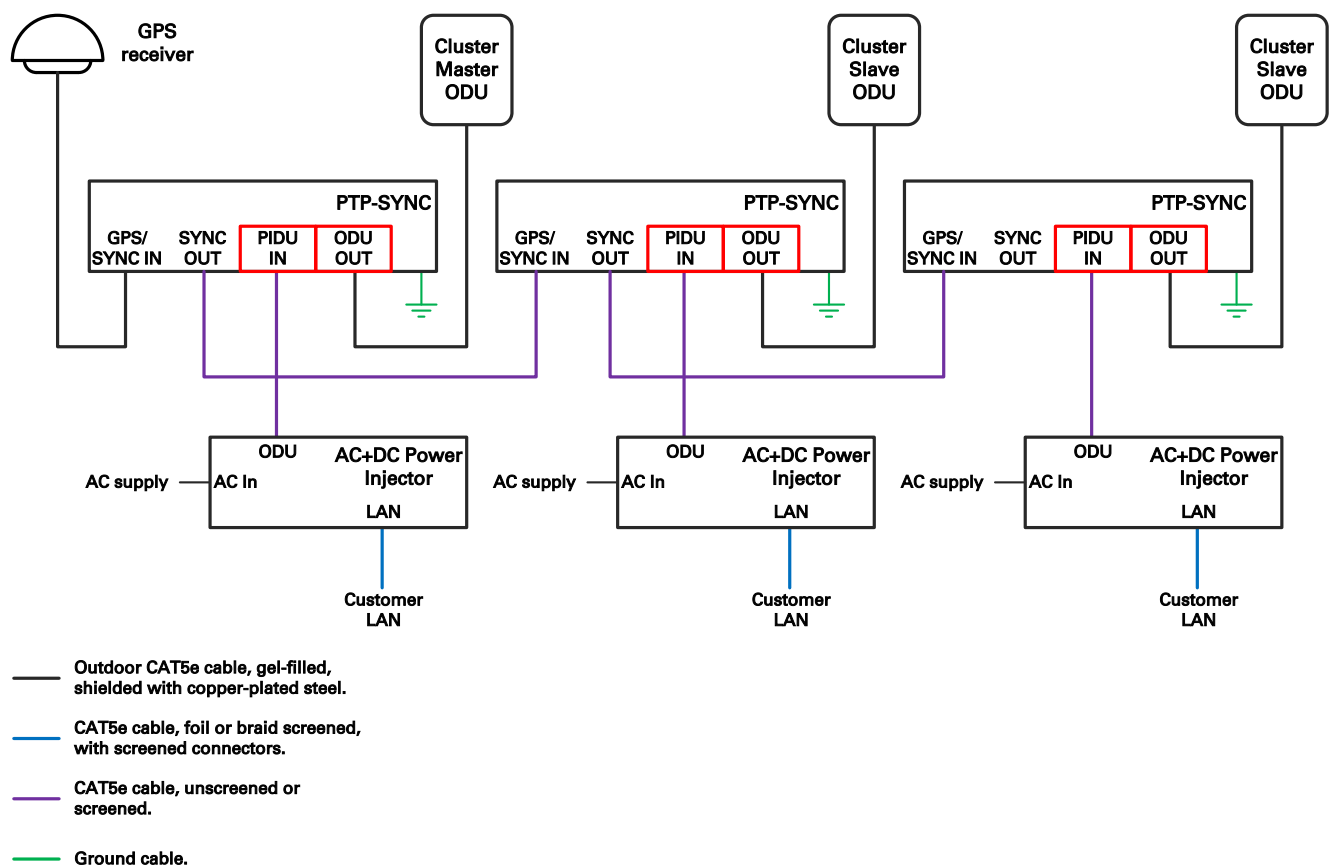 GPS
receiver
Cluster
Master
ODU
Cluster
Slave
ODU
Cluster
Slave
ODU
PTP-SYNC
GPS/
SYNC IN
SYNC
OUT
PIDU
IN
ODU
OUT
PTP-SYNC
GPS/
SYNC IN
SYNC
OUT
PIDU
IN
ODU
OUT
PTP-SYNC
GPS/
SYNC IN
SYNC
OUT
PIDU
IN
ODU
OUT
AC supply
AC In
ODU
AC+DC Power
Injector
LAN
Customer
LAN
AC supply
AC In
ODU
AC+DC Power
Injector
LAN
Customer
LAN
AC supply
AC In
ODU
AC+DC Power
Injector
LAN
Customer
LAN
Outdoor CAT5e cable, gel-filled,
shielded with copper-plated steel.
CAT5e cable, foil or braid screened,
with screened connectors.
CAT5e cable, unscreened or
screened.
Ground cable.